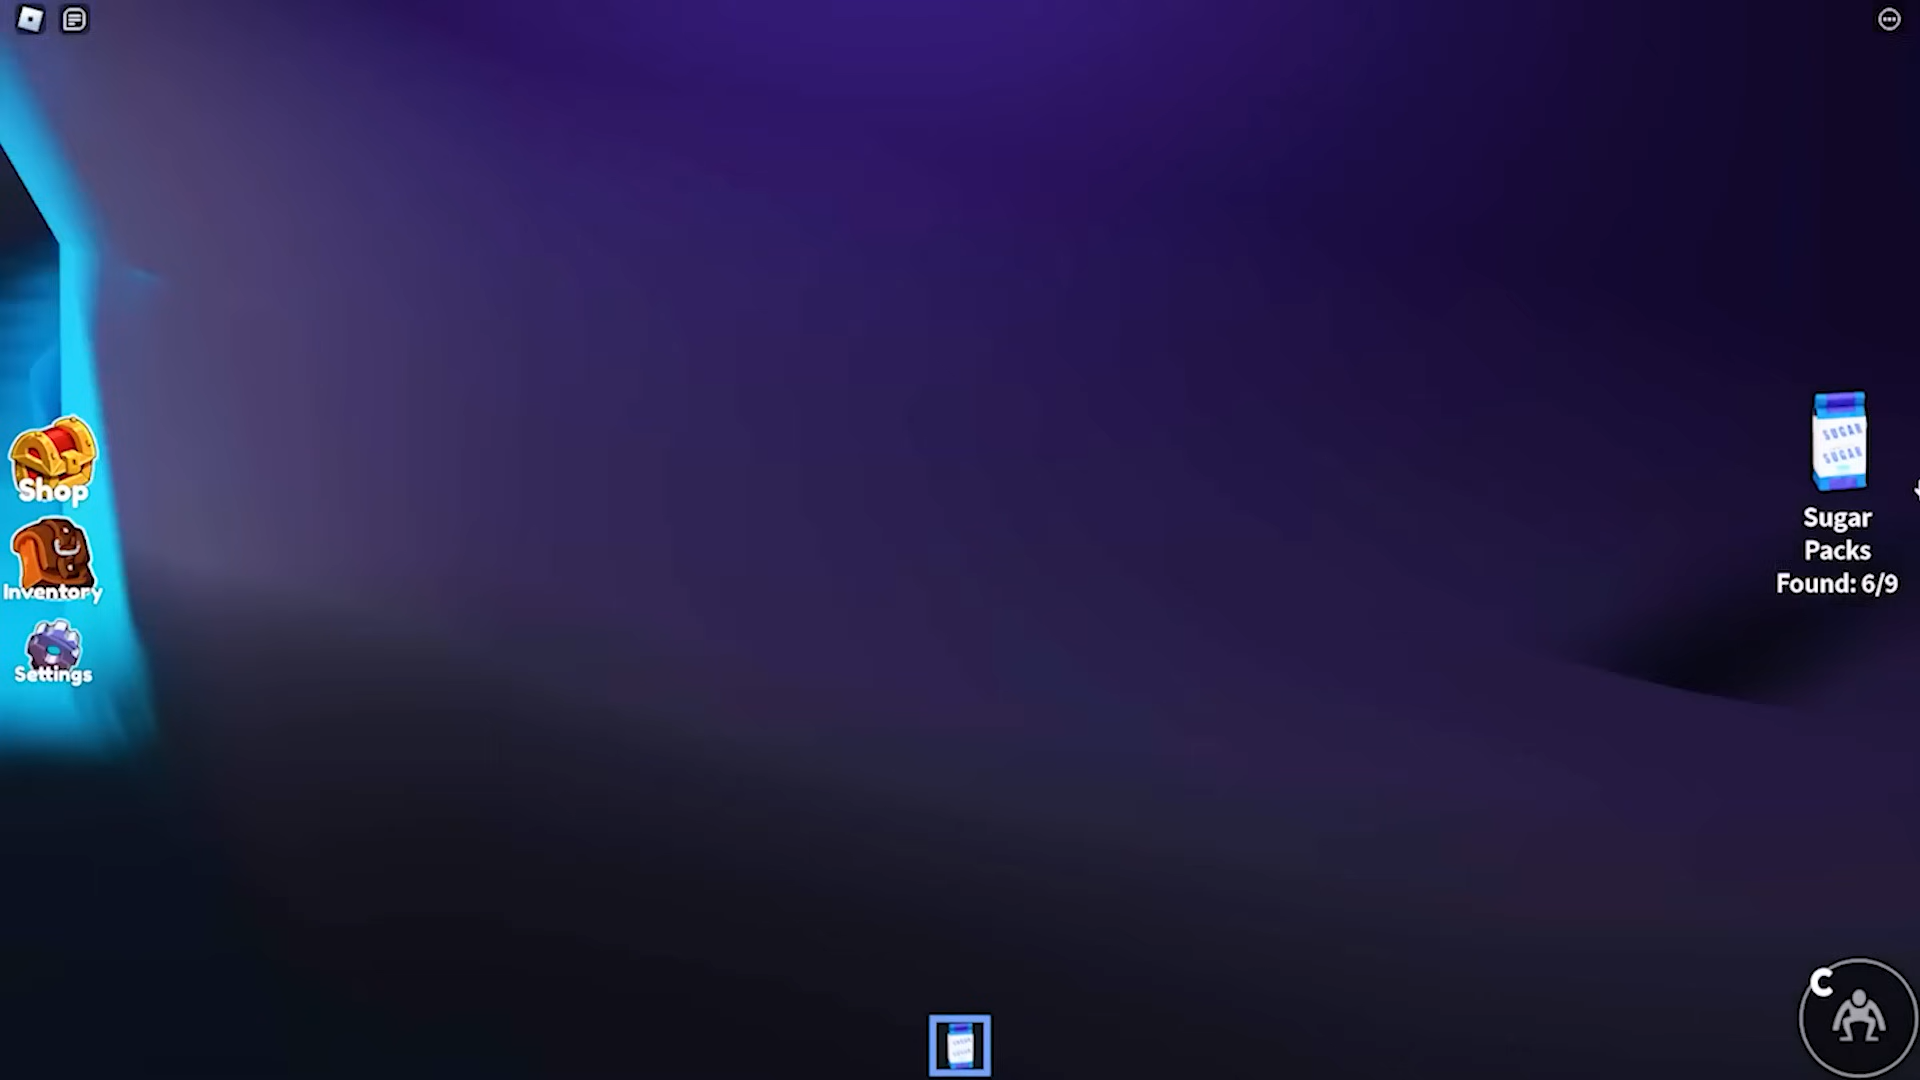 Shop
Inventory
Settings
SUGAR
SUGAR
Sugar
Packs
Found: 6/9
C